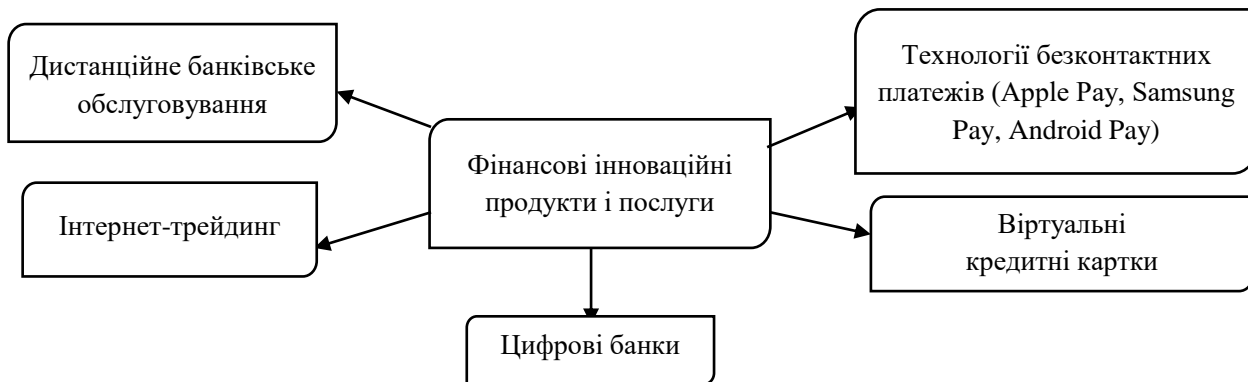 Дистанційне банківське
обслуговування
Технології безконтактних
платежів (Apple Pay, Samsung
Pay, Android Pay)
Фінансові інноваційні
продукти і послуги
Інтернет-трейдинг
Віртуальні
кредитні картки
Цифрові банки